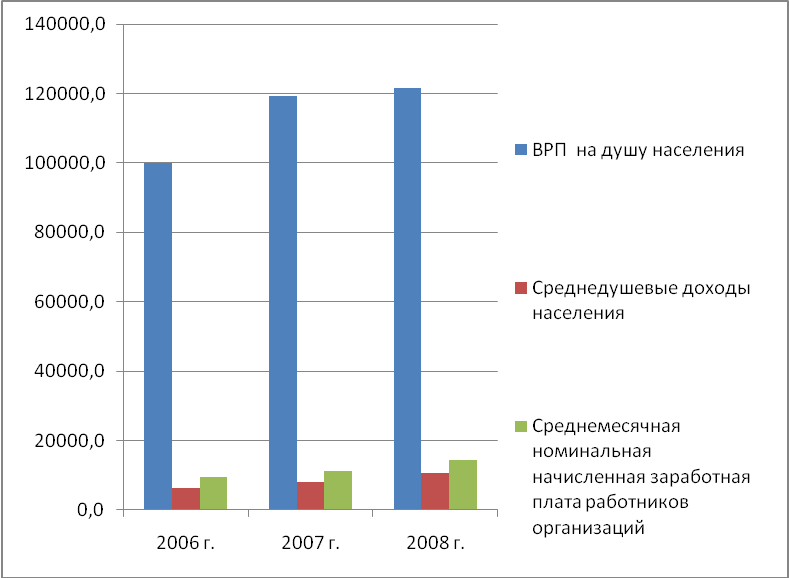 140000,0
120000,0
100000,0
80000,0
60000,0
40000,0
20000,0
0,0
2006 г.
2007 г.
2008 г.
ВРП на душу населения
Среднедушевые доходы
населения
Среднемесячная
номинальная
начисленная заработная
плата работников
организаций